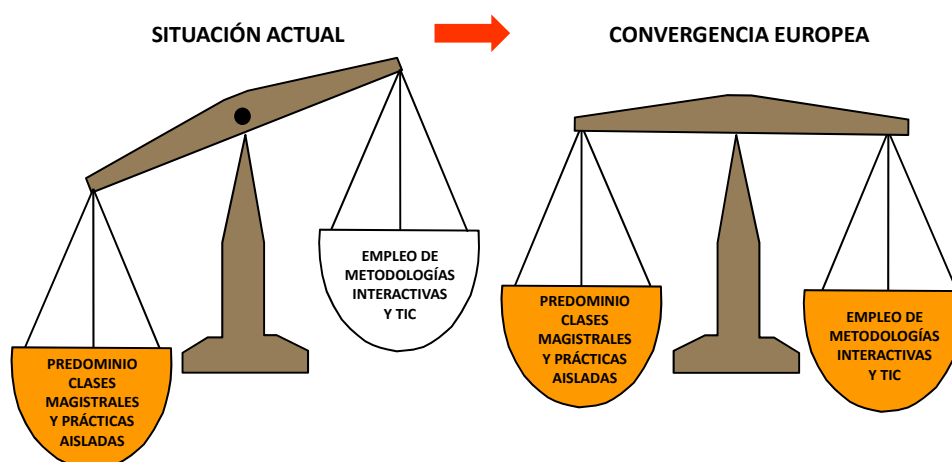 SITUACIÓN ACTUAL
CONVERGENCIA EUROPEA
EMPLEO DE
METODOLOGÍAS
INTERACTIVAS
Y TIC
PREDOMINIO
CLASES
MAGISTRALES
Y PRÁCTICAS
AISLADAS
PREDOMINIO
CLASES
MAGISTRALES
Y PRÁCTICAS
AISLADAS
EMPLEO DE
METODOLOGÍAS
INTERACTIVAS
Y TIC